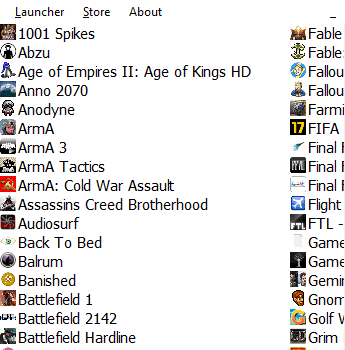 Launcher Store About
1001 Spikes
Abzu
Age of Empires II: Age of Kings HD
Anno 2070
Anodyne
ArmA
ArmA 3
ArmA Tactics
ArmA: Cold War Assault
Assassins Creed Brotherhood
Audiosurf
Back To Bed
Balrum
Banished
Battlefield 1
Battlefield 2142
Battlefield Hardline
Fable
Fable
Fallou
Fallou
Farmi
FIFA
Final F
Final F
Final F
Flight
FTL -
Game
Game
Gemin
Gnom
Golf W
Grim